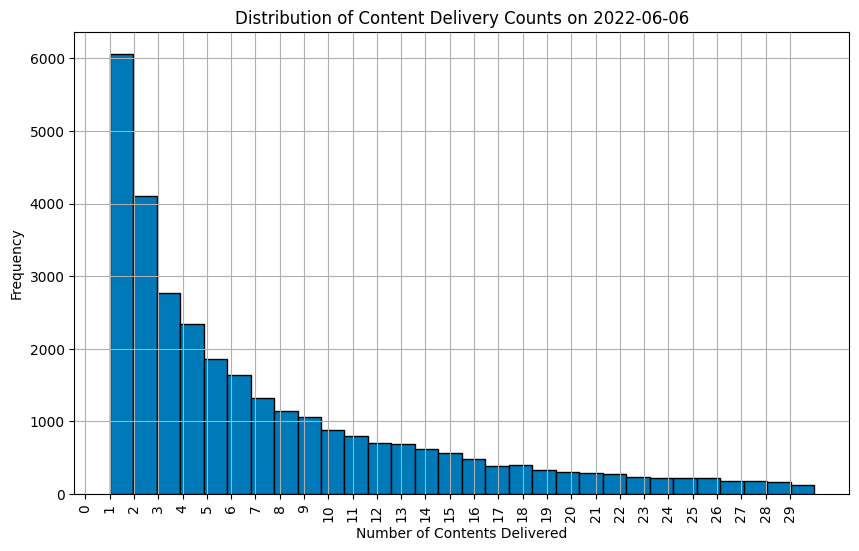 Distribution of Content Delivery Counts on 2022-06-06
6000
5000
4000
3000
2000
1000
0
Frequency
0 1 2 3 4 5 6 7 8 9 10 11 12 13 14 15 16 17 18 19 20 21 22 23 24 25 26 27 28 29
Number of Contents Delivered